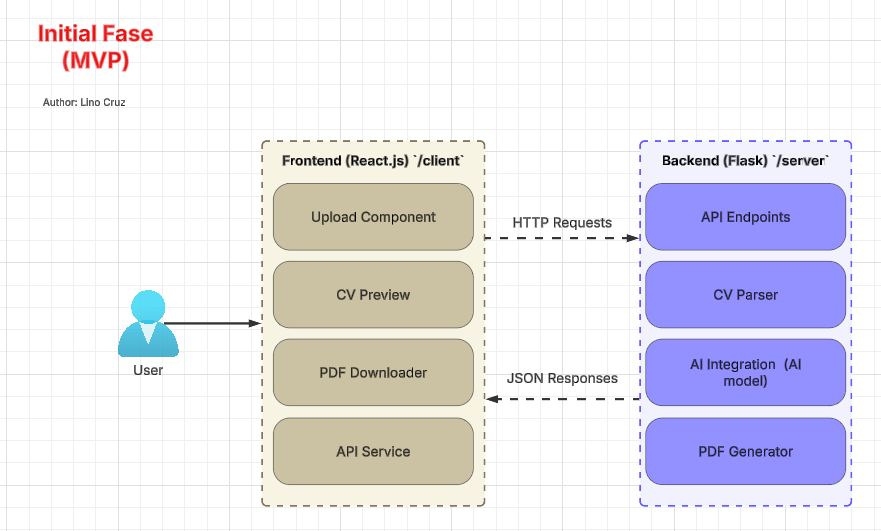 Initial Fase
(MVP)
Author: Lino Cruz
Frontend (React.js) `/client`
Upload Component
CV Preview
PDF Downloader
API Service
User
HTTP Requests
JSON Responses
Backend (Flask) `/server`
API Endpoints
CV Parser
AI Integration (AI
model)
PDF Generator